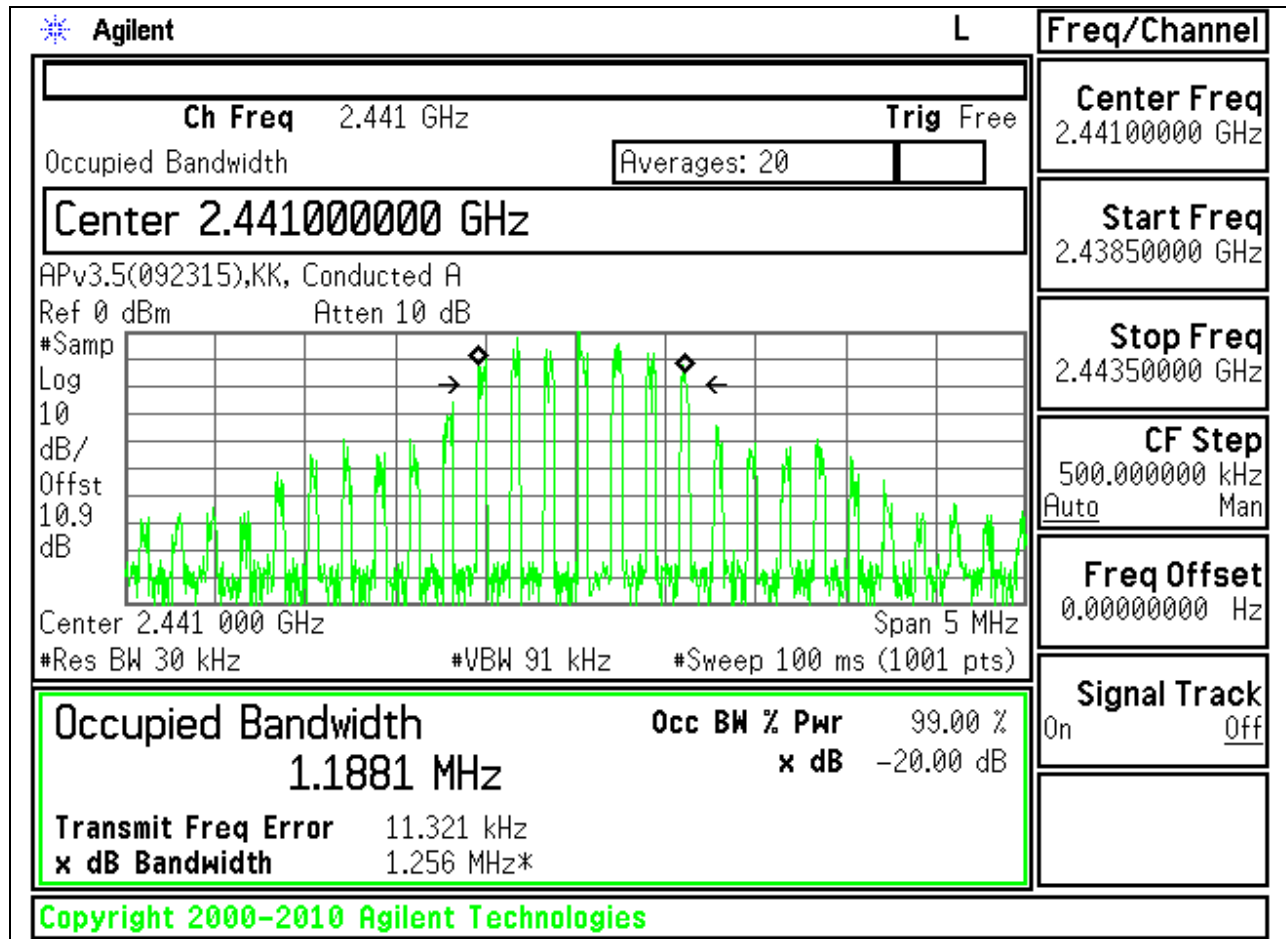 Agilent L
Ch Freq 2.441 GHz Trig Free
Occupied Bandwidth Averages: 20
Center 2.441000000 GHz
APv3.5(092315),KK, Conducted A
Ref 0 dBm Atten 10 dB
#Samp
Log
10
dB/
Offst
10.9
dB
Center 2.441 000 GHz Span 5 MHz
#Res BW 30 kHz #VBW 91 kHz #Sweep 100 ms (1001 pts)
Occupied Bandwidth Occ BW % Pwr 99.00 %
1.1881 MHz x dB -20.00 dB
Transmit Freq Error 11.321 kHz
x dB Bandwidth 1.256 MHz*
Copyright 2000-2010 Agilent Technologies
Freq/Channel
Center Freq
2.44100000 GHz
Start Freq
2.43850000 GHz
Stop Freq
2.44350000 GHz
CF Step
500.000000 kHz
Auto Man
Freq Offset
0.00000000 Hz
Signal Track
On Off